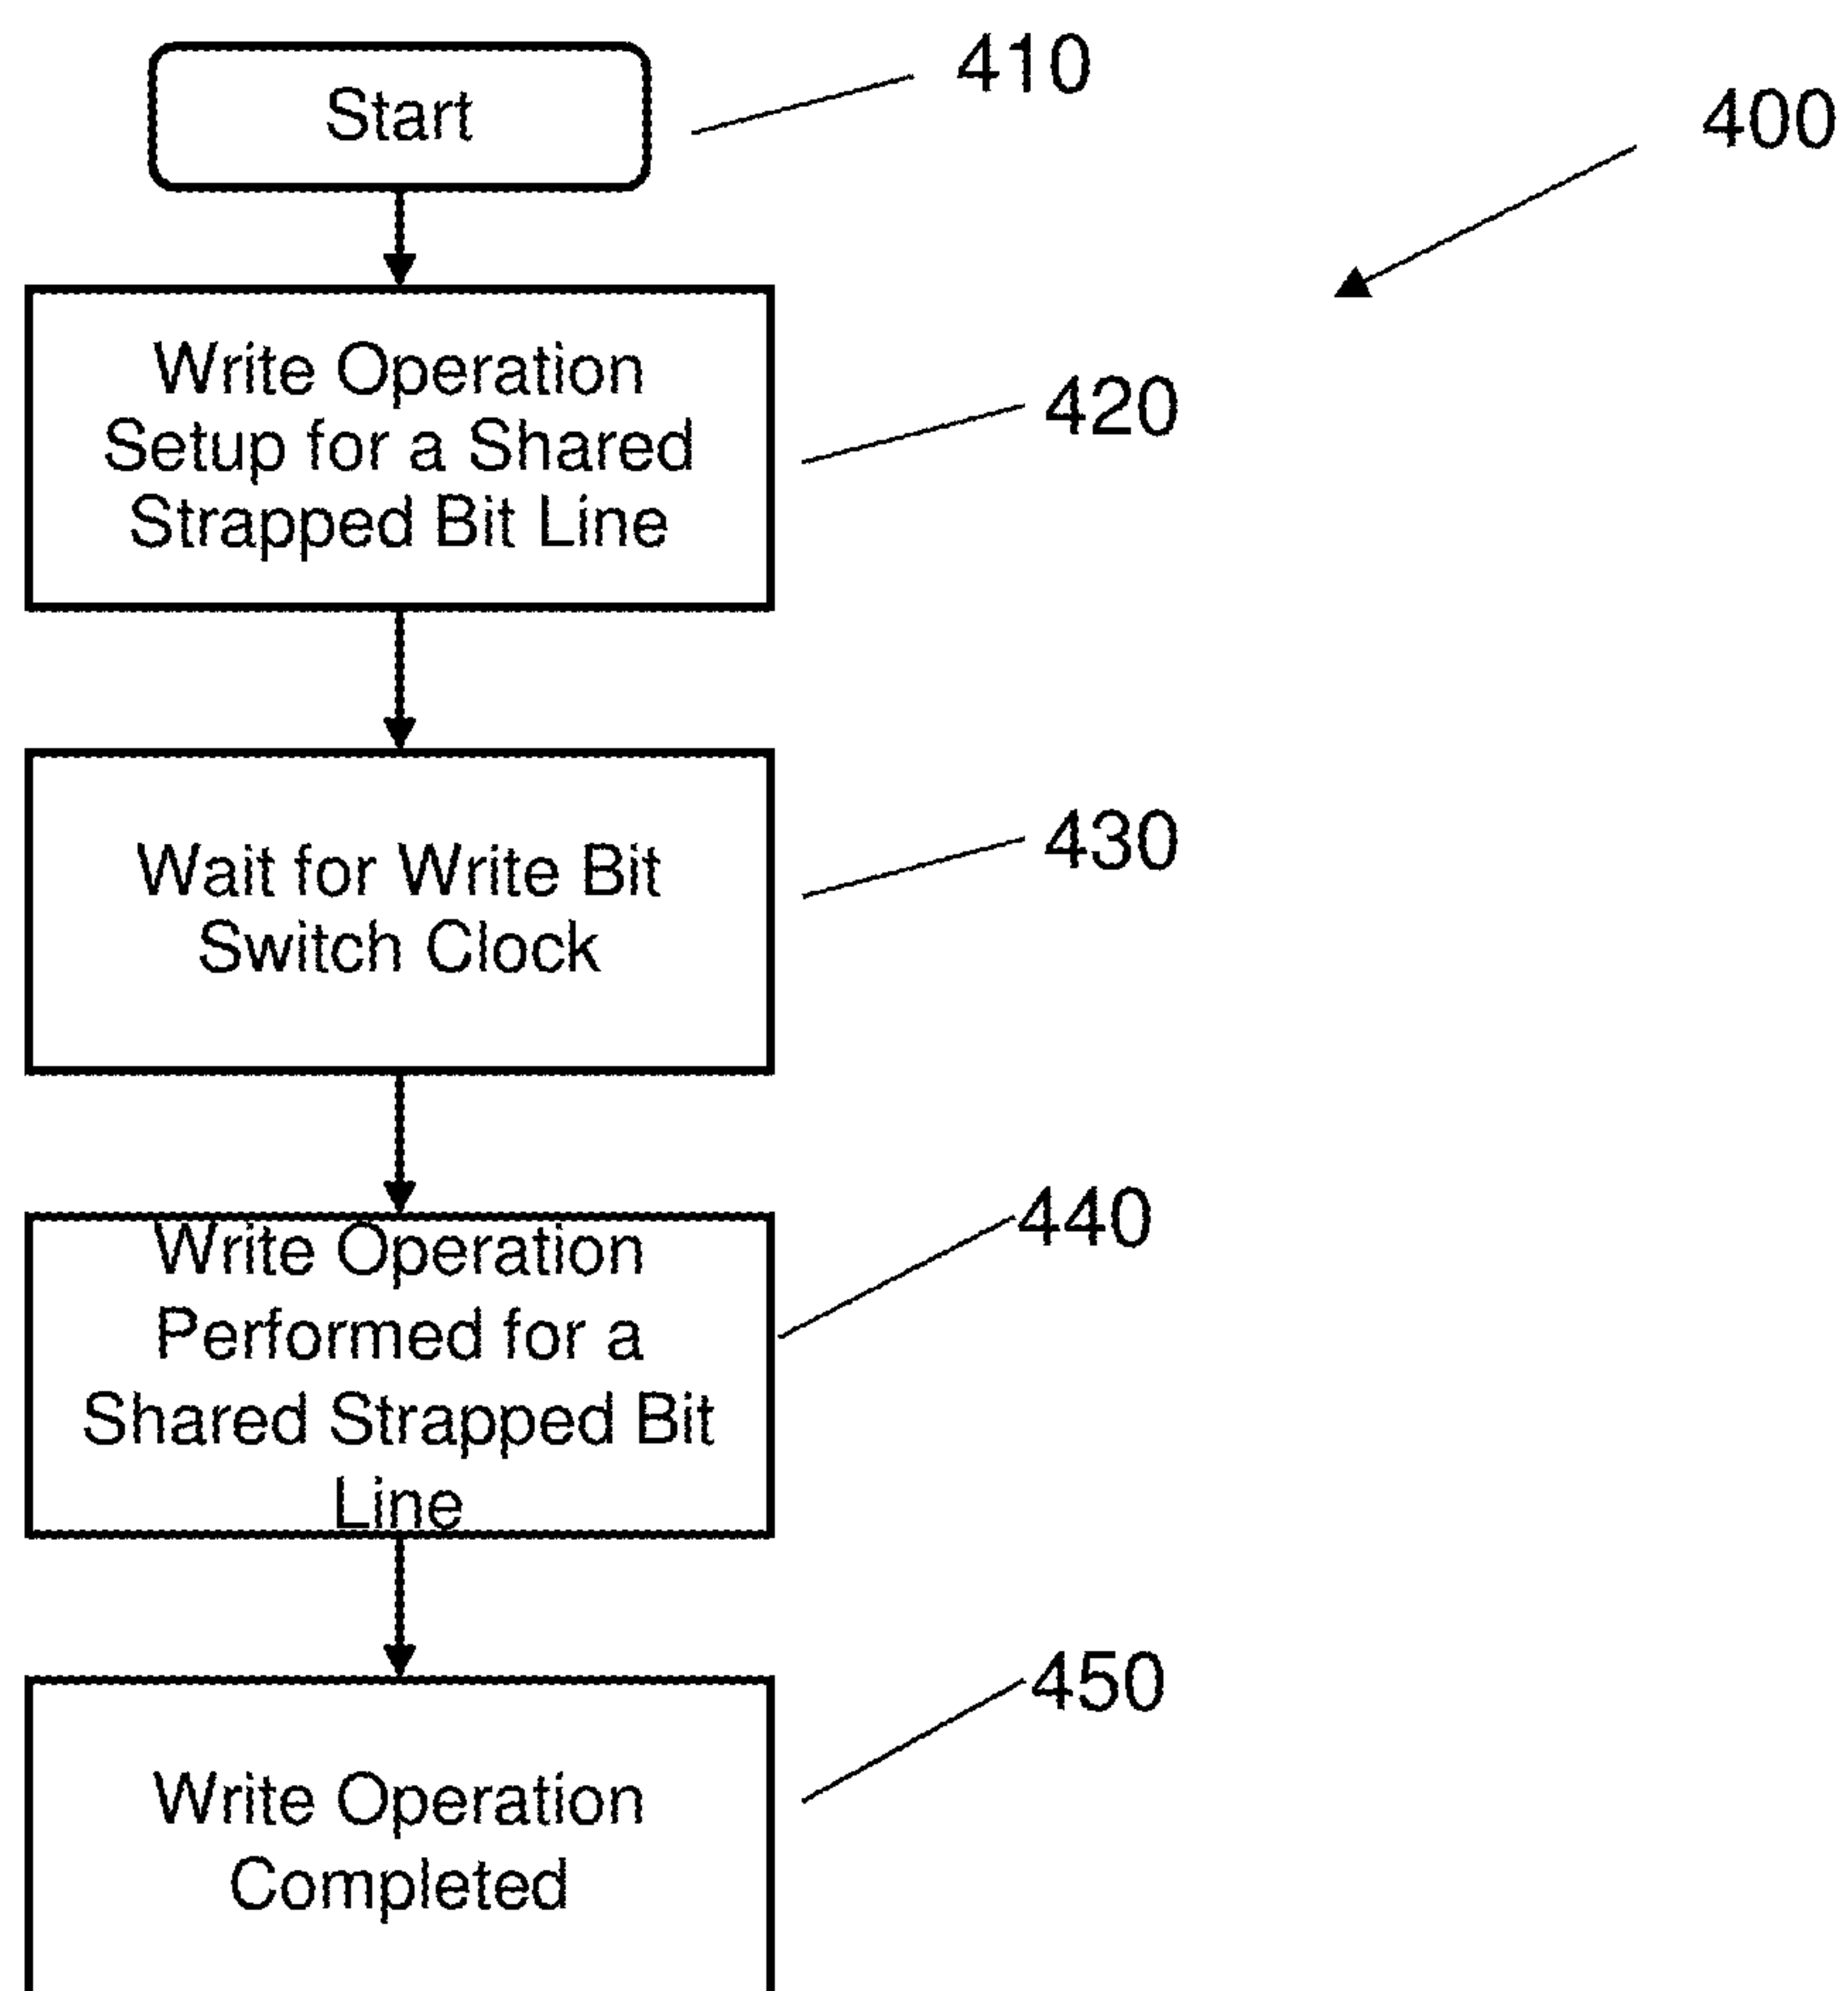 Start
410
400
Write Operation
Setup for a Shared
Strapped Bit Line
420
Wait for Write Bit
Switch Clock
430
Write Operation
Performed for a
Shared Strapped Bit
Line
440
Write Operation
Completed
450